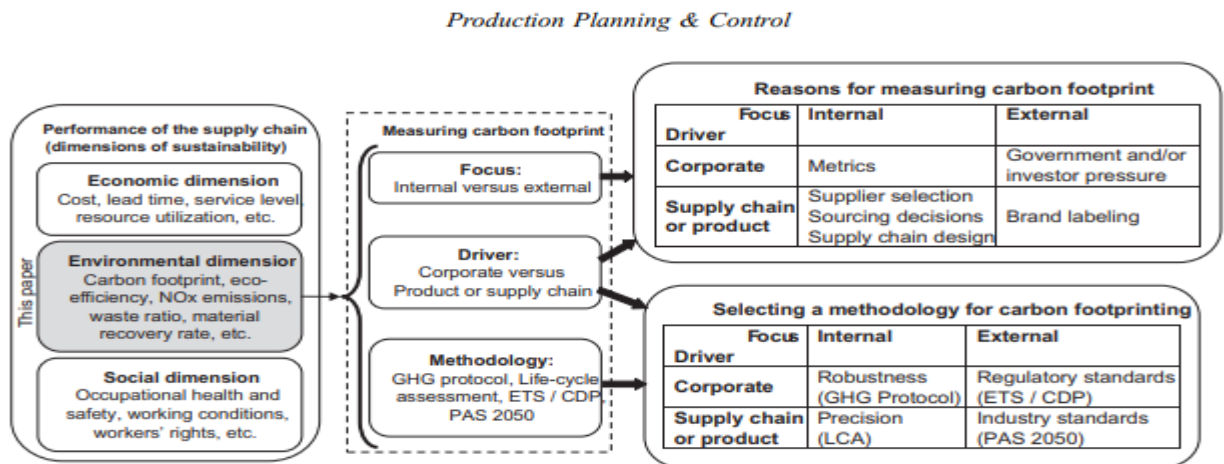 Production Planning & Control
Performance of the supply chain
(dimensions of sustainability)
Economic dimension
Cost, lead time, service level,
resource utilization, etc.
This paper
Environmental dimension
Carbon footprint, eco-
efficiency, NOx emissions,
waste ratio, material
recovery rate, etc.
Social dimension
Occupational health and
safety, working conditions,
workers' rights, etc.
Measuring carbon footprint
Focus:
Internal versus external
Driver:
Corporate versus
Product or supply chain
Methodology:
GHG protocol, Life-cycle
assessment, ETS / CDP,
PAS 2050
Reasons for measuring carbon footprint
Focus Internal External
Driver
Corporate Metrics Government and/or
investor pressure
Supply chain
or product
Supplier selection
Sourcing decisions
Supply chain design
Brand labeling
Selecting a methodology for carbon footprinting
Focus Internal External
Driver
Corporate
Robustness
(GHG Protocol)
Regulatory standards
(ETS / CDP)
Supply chain
or product
Precision
(LCA)
Industry standards
(PAS 2050)